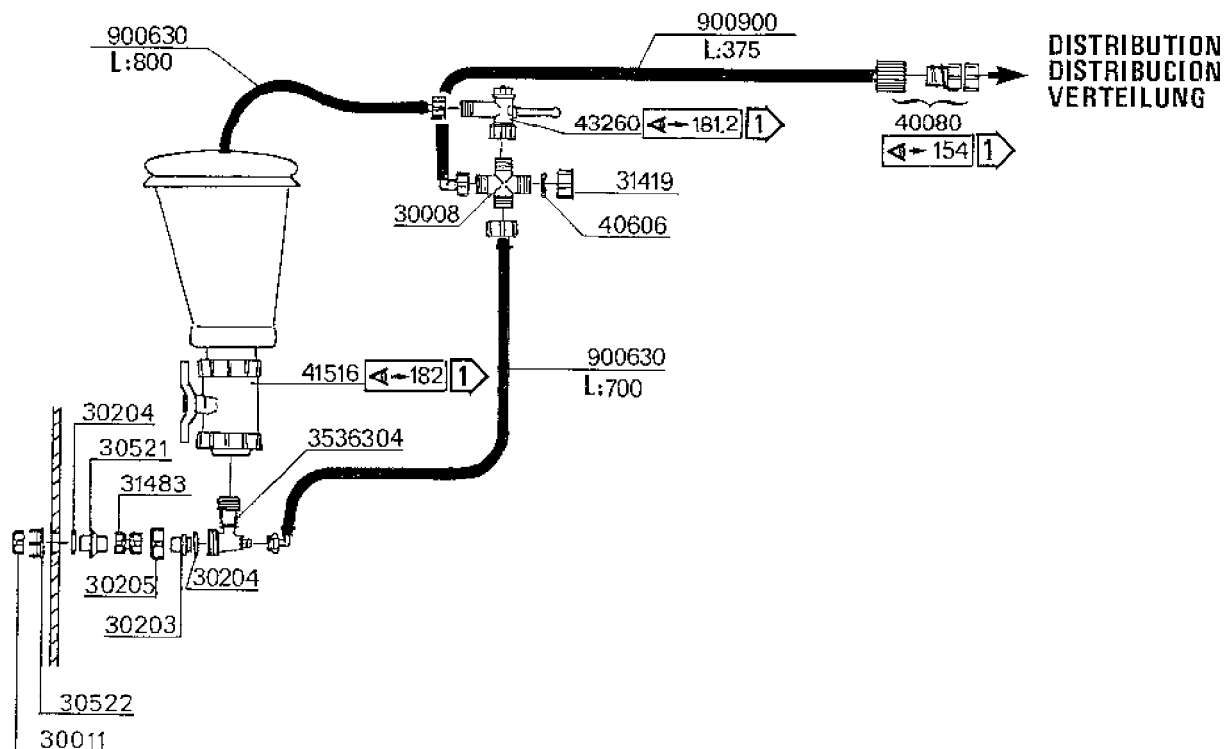 900630
L:800
900900
L:375
DISTRIBUTION
DISTRIBUCION
VERTEILUNG
43260 181.2 1
40080
154 1
31419
30008
40606
41516 182 1
900630
L:700
30204
30521
3536304
31483
30205
30204
30203
30522
30011